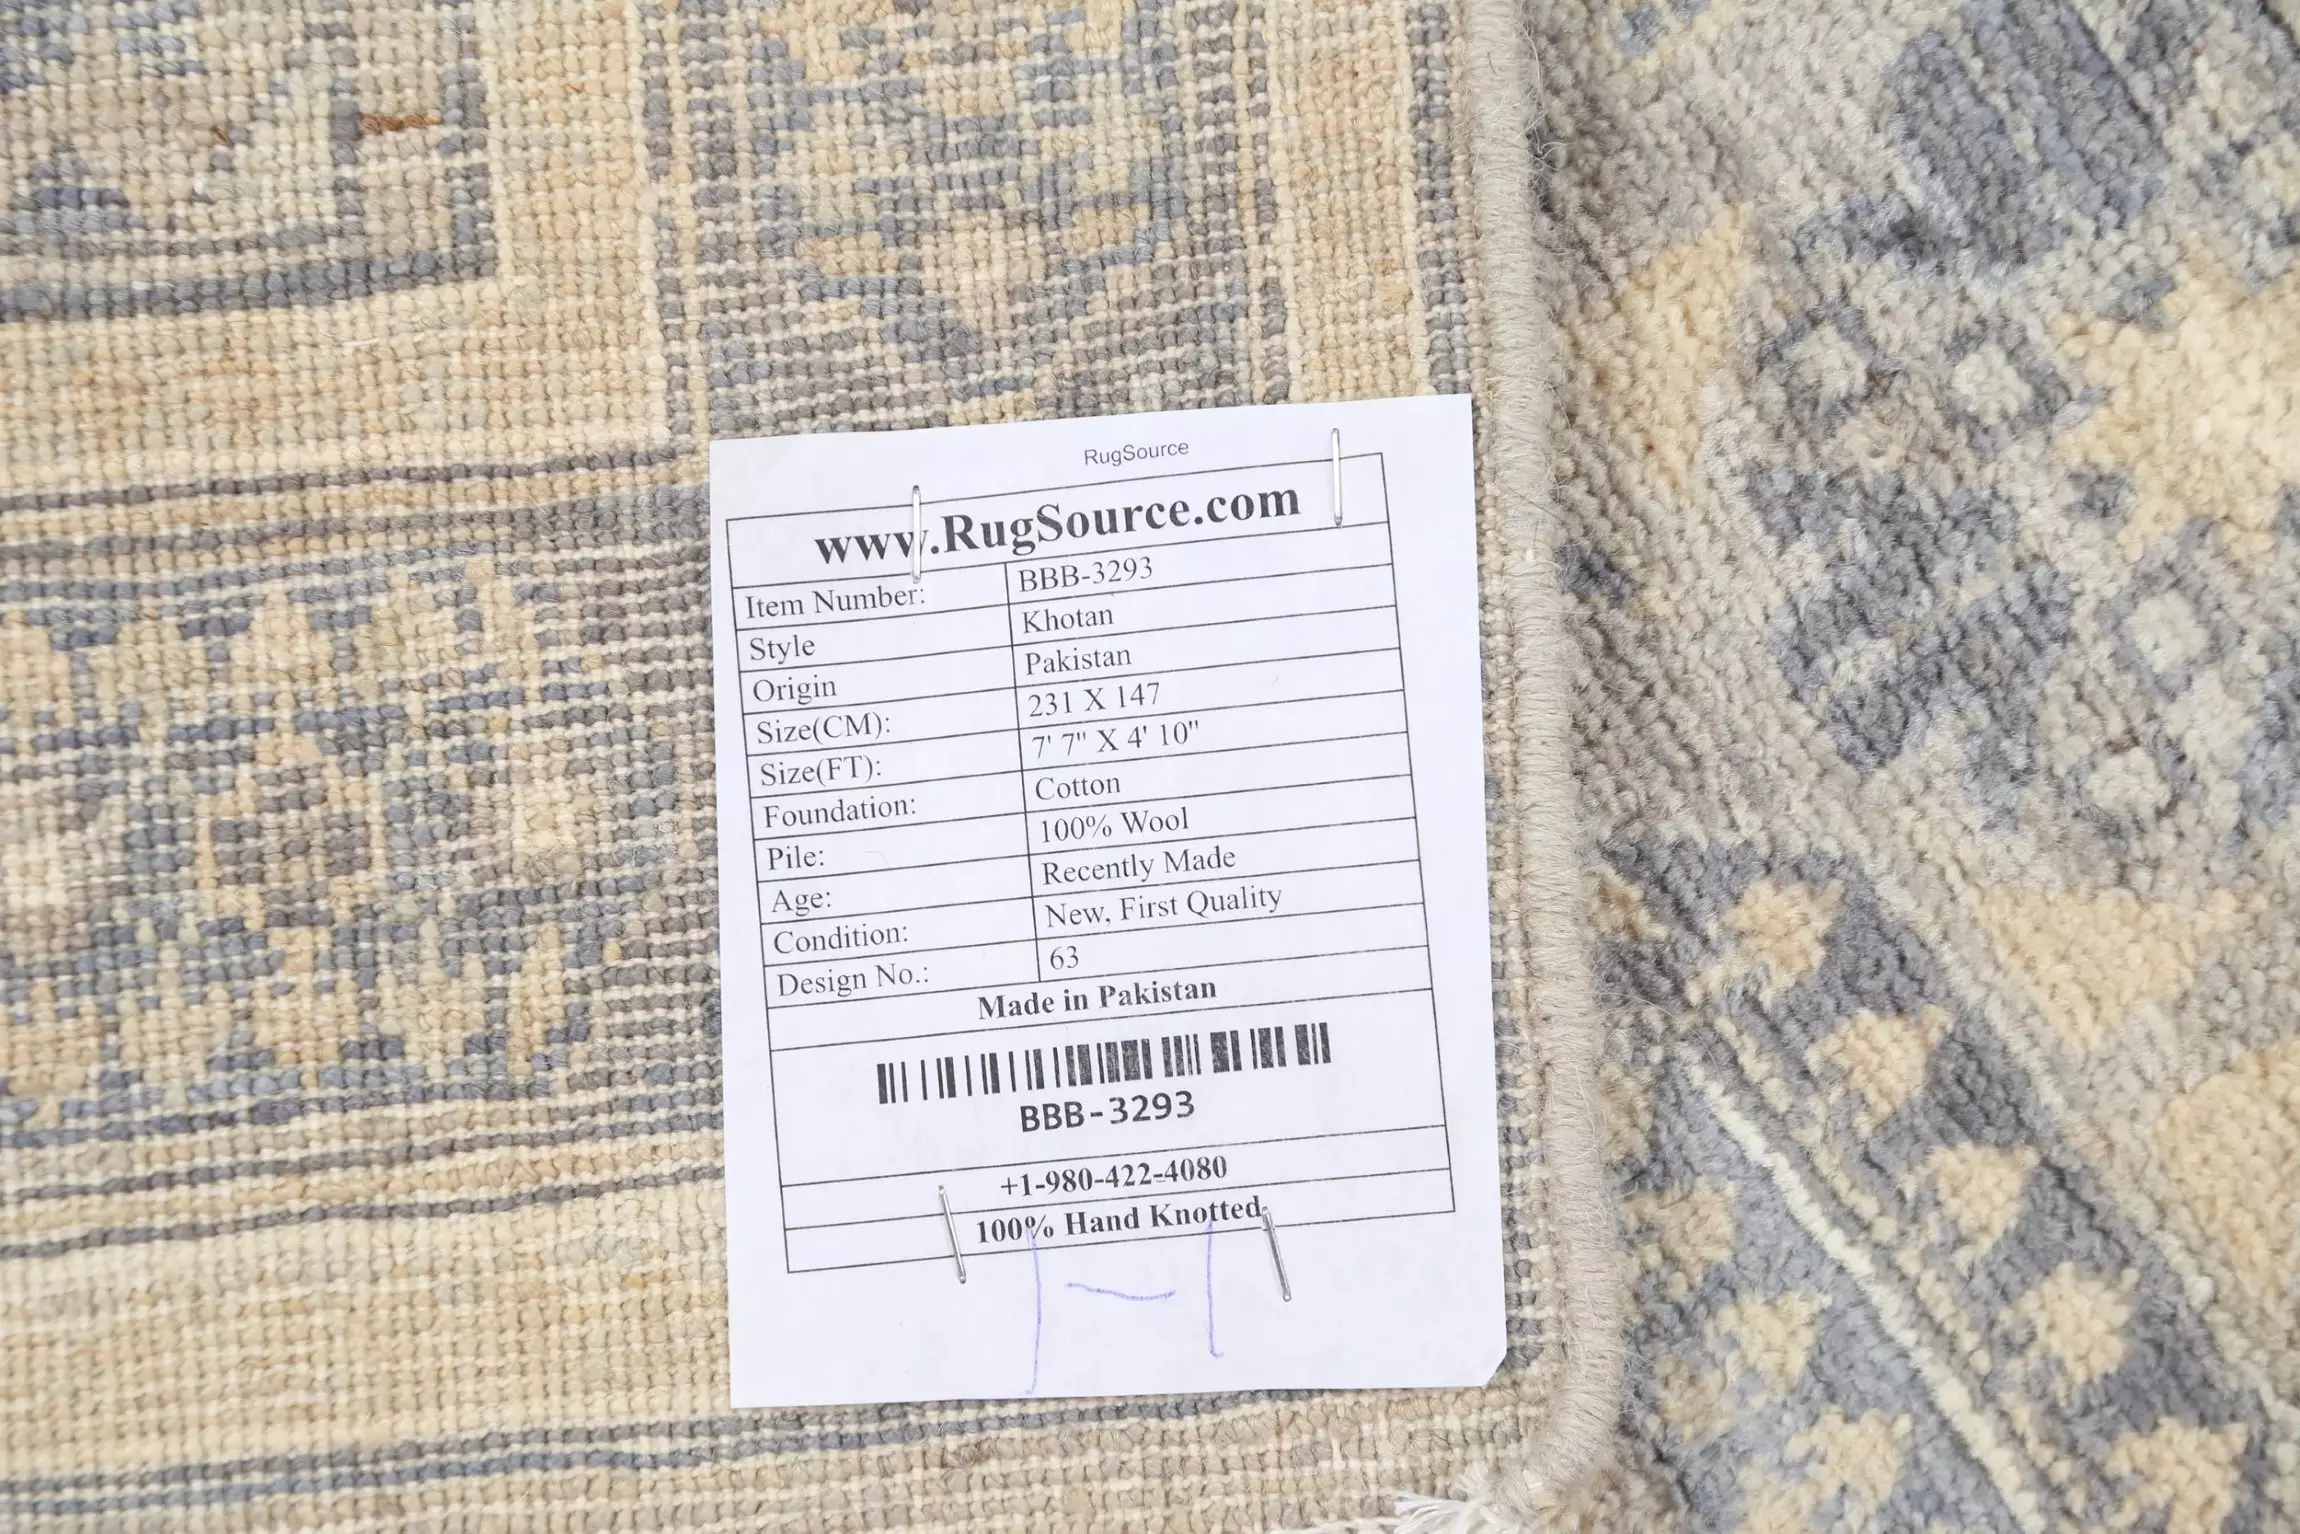 RugSource
www.RugSource.com
Item Number: BBB-3293
Style Khotan
Origin Pakistan
Size(CM): 231 X 147
Size(FT): 7' 7" X 4' 10"
Foundation: Cotton
Pile: 100% Wool
Age: Recently Made
Condition: New, First Quality
Design No.: 63
Made in Pakistan
BBB-3293
+1-980-422-4080
100% Hand Knotted
1-1